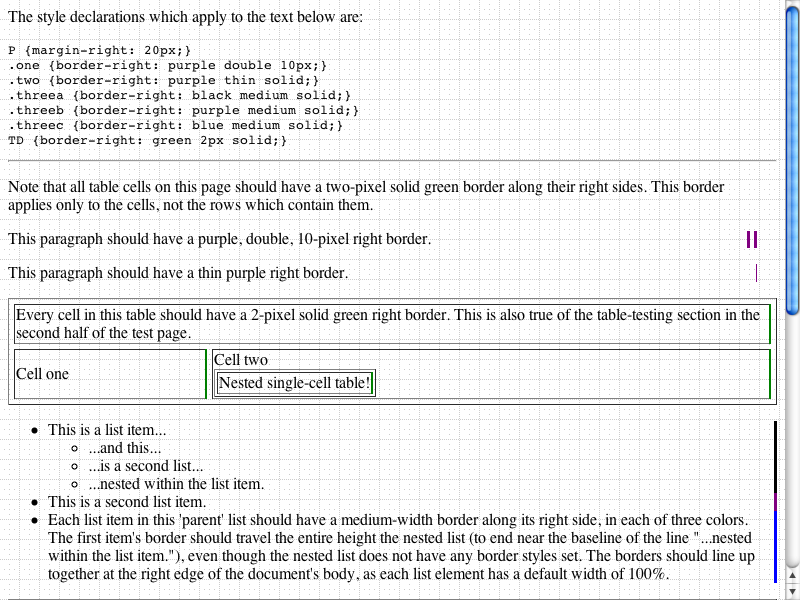 The style declarations which apply to the text below are:
P {margin-right: 20px;}
.one {border-right: purple double 10px;}
.two {border-right: purple thin solid;}
.threea {border-right: black medium solid;}
.threeb {border-right: purple medium solid;}
.threec {border-right: blue medium solid;}
TD {border-right: green 2px solid;}
Note that all table cells on this page should have a two-pixel solid green border along their right sides. This border
applies only to the cells, not the rows which contain them.
This paragraph should have a purple, double, 10-pixel right border.
This paragraph should have a thin purple right border.
Every cell in this table should have a 2-pixel solid green right border. This is also true of the table-testing section in the
second half of the test page.
Cell one
Cell two
Nested single-cell table!
This is a list item...
...and this...
...is a second list...
...nested within the list item.
This is a second list item.
Each list item in this 'parent' list should have a medium-width border along its right side, in each of three colors.
The first item's border should travel the entire height the nested list (to end near the baseline of the line "...nested
within the list item."), even though the nested list does not have any border styles set. The borders should line up
together at the right edge of the document's body, as each list element has a default width of 100%.